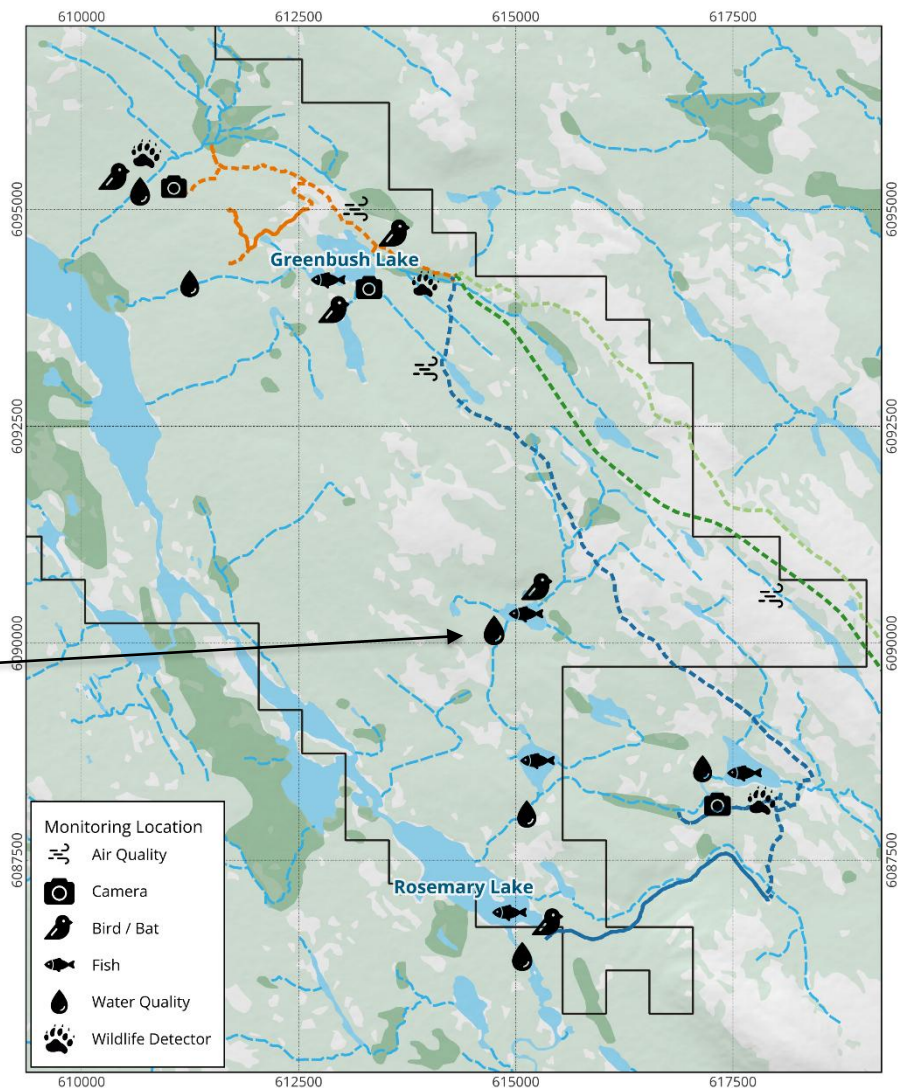 610000 612500 615000 617500
6095000 6095000
Greenbush Lake
6092500 6092500
6090000 6090000
Monitoring Location
Air Quality
Camera
Bird / Bat
Fish
Water Quality
Wildlife Detector
6087500 6087500
Rosemary Lake
610000 612500 615000 617500